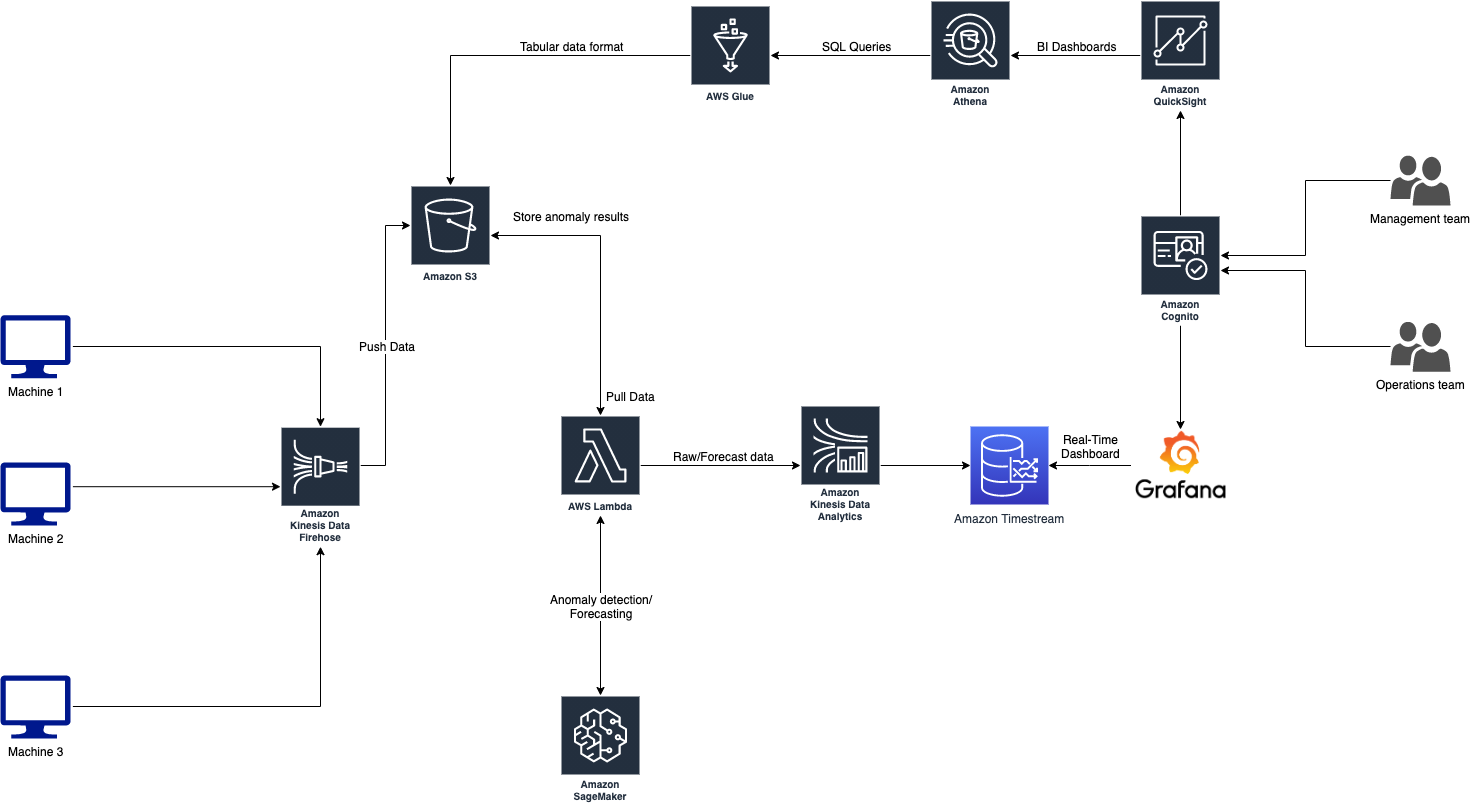 Tabular data format
SQL Queries
BI Dashboards
AWS Glue
Amazon
Athena
Amazon
QuickSight
Management team
Store anomaly results
Amazon S3
Amazon
Cognito
Push Data
Machine 1
Operations team
Pull Data
Real-Time
Dashboard
Raw/Forecast data
Grafana
Amazon
Kinesis Data
Analytics
AWS Lambda
Amazon Timestream
Amazon
Kinesis Data
Firehose
Machine 2
Anomaly detection/
Forecasting
Machine 3
Amazon
SageMaker